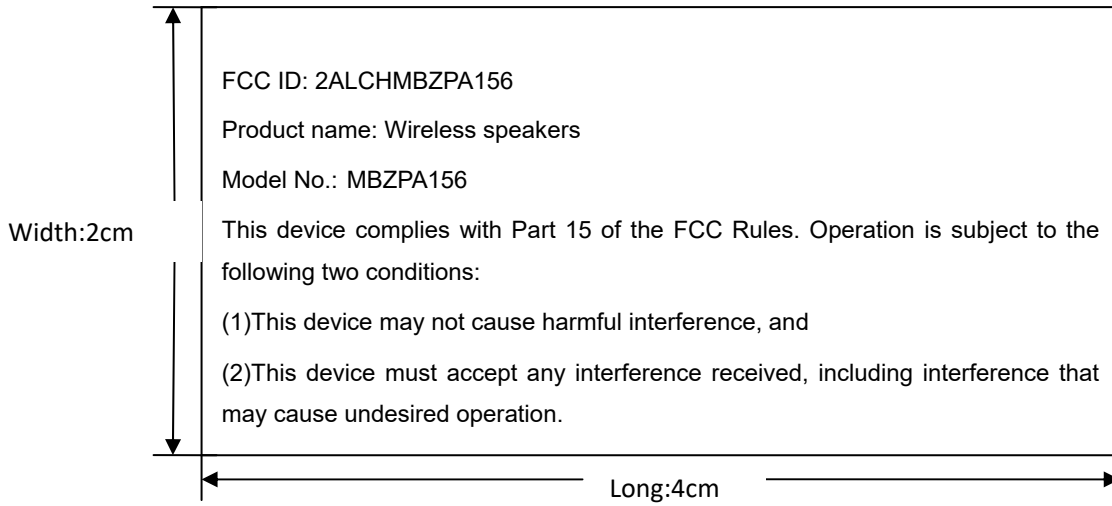 FCC ID: 2ALCHMBZPA156
Product name: Wireless speakers
Model No.: MBZPA156
Width:2cm
This device complies with Part 15 of the FCC Rules. Operation is subject to the
following two conditions:
(1)This device may not cause harmful interference, and
(2)This device must accept any interference received, including interference that
may cause undesired operation.
Long:4cm